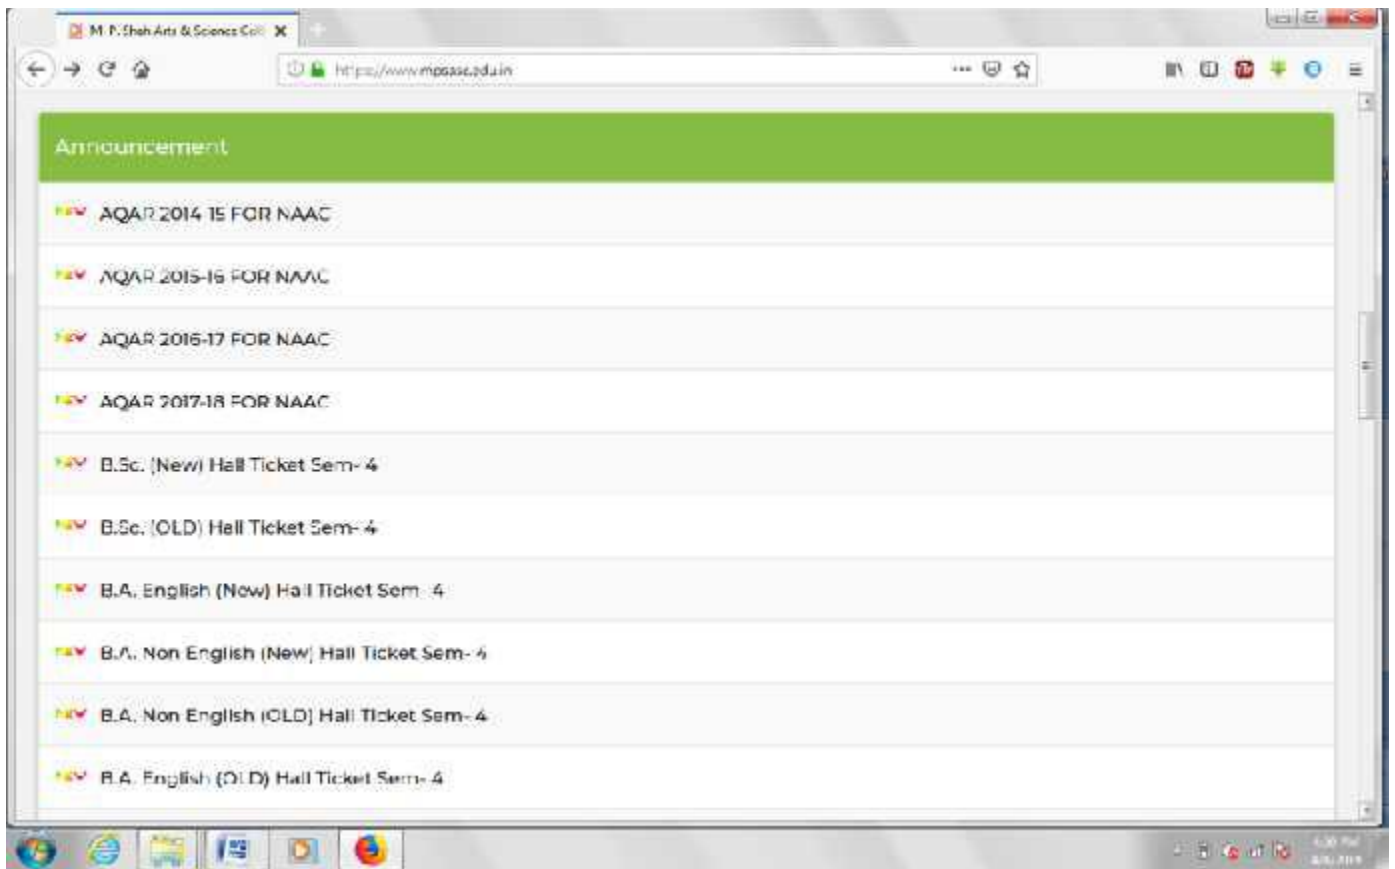 M. P. Shah Arts & Science Coll
https://www.mpsasc.edu.in
Announcement
NEW AQAR 2014-15 FOR NAAC
NEW AQAR 2015-16 FOR NAAC
NEW AQAR 2016-17 FOR NAAC
NEW AQAR 2017-18 FOR NAAC
NEW B.Sc. (New) Hall Ticket Sem- 4
NEW B.Sc. (OLD) Hall Ticket Sem- 4
NEW B.A. English (New) Hall Ticket Sem- 4
NEW B.A. Non English (New) Hall Ticket Sem- 4
NEW B.A. Non English (OLD) Hall Ticket Sem- 4
NEW B.A. English (OLD) Hall Ticket Sem- 4